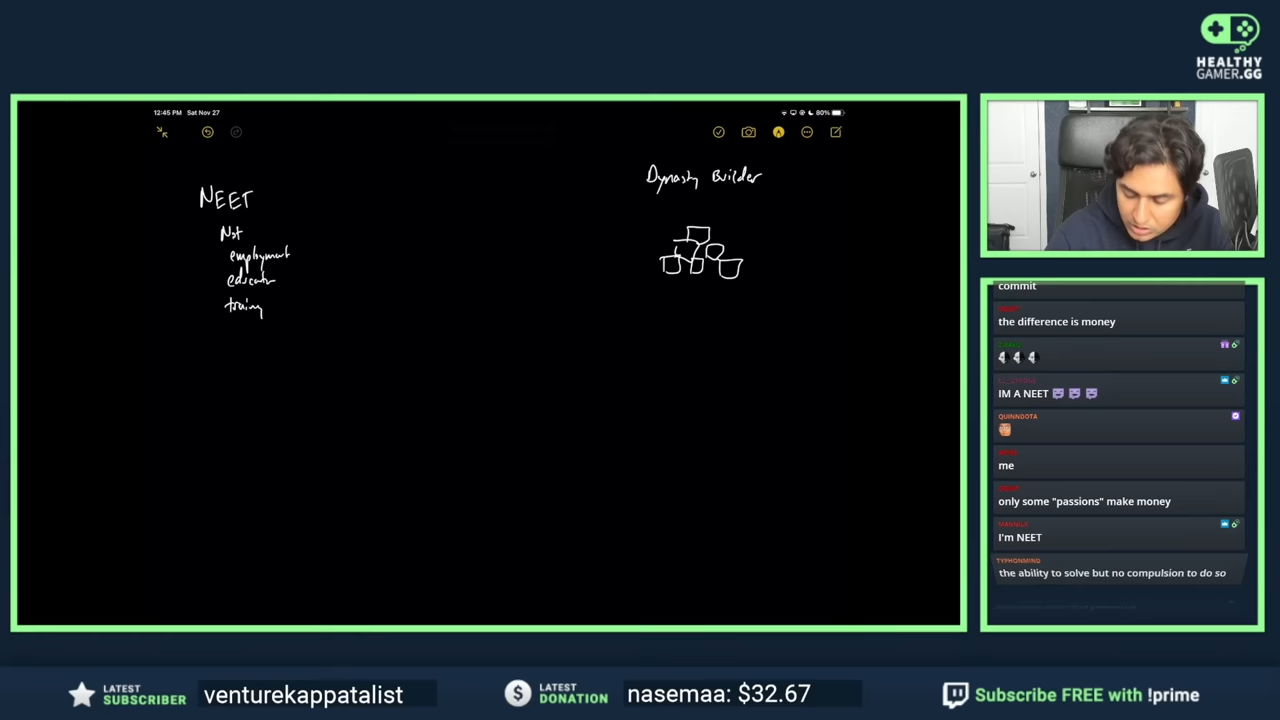 HEALTHY
GAMER.GG
12:45 PM Sat Nov 27
80%
Dynasty Builder
NEET
Not
employment
education
training
commit
the difference is money
IM A NEET
QUINNDOTA
me
only some "passions" make money
I'm NEET
TYPHONMIND
the ability to solve but no compulsion to do so
LATEST
SUBSCRIBER
venturekappatalist
LATEST
DONATION
nasemaa: $32.67
Subscribe FREE with !prime